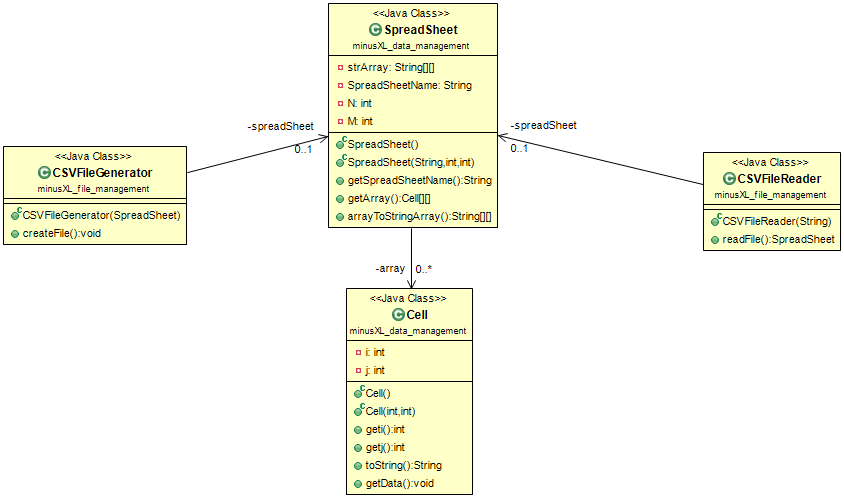 <<Java Class>>
SpreadSheet
minusXL_data_management
strArray: String[][]
SpreadSheetName: String
N: int
M: int
SpreadSheet()
SpreadSheet(String,int,int)
getSpreadSheetName():String
getArray():Cell[][]
arrayToStringArray():String[][]
-spreadSheet
0..1
-spreadSheet
0..1
<<Java Class>>
CSVFileGenerator
minusXL_file_management
CSVFileGenerator(SpreadSheet)
createFile():void
<<Java Class>>
CSVFileReader
minusXL_file_management
CSVFileReader(String)
readFile():SpreadSheet
-array 0..*
<<Java Class>>
Cell
minusXL_data_management
i: int
j: int
Cell()
Cell(int,int)
geti():int
getj():int
toString():String
getData():void